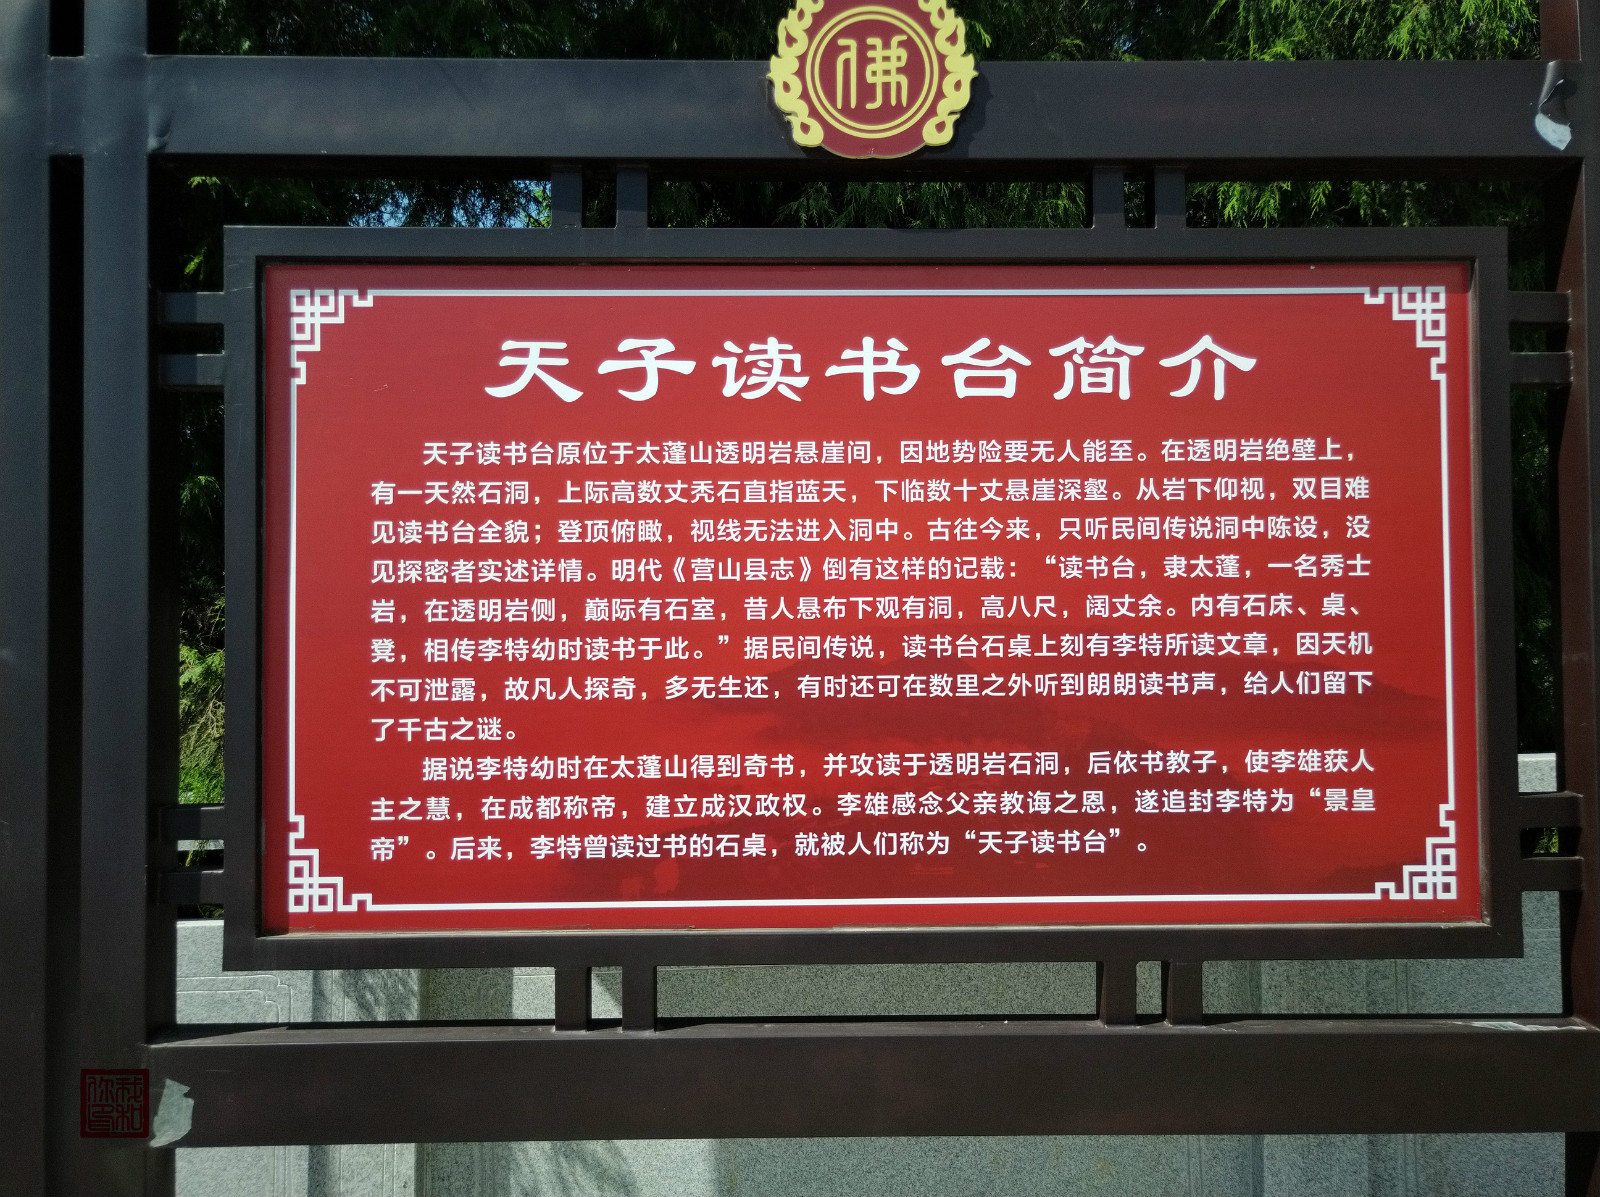 佛
天子读书台简介
天子读书台原位于太蓬山透明岩悬崖间，因地势险要无人能至。在透明岩绝壁上，
有一天然石洞，上际高数丈秃石直指蓝天，下临数十丈悬崖深壑。从岩下仰视，双目难
见读书台全貌；登顶俯瞰，视线无法进入洞中。古往今来，只听民间传说洞中陈设，没
见探密者实述详情。明代《营山县志》倒有这样的记载：“读书台，隶太蓬，一名秀士
岩，在透明岩侧，巅际有石室，昔人悬布下观有洞，高八尺，阔丈余。内有石床、桌、
凳，相传李特幼时读书于此。”据民间传说，读书台石桌上刻有李特所读文章，因天机
不可泄露，故凡人探奇，多无生还，有时还可在数里之外听到朗朗读书声，给人们留下
了千古之谜。
据说李特幼时在太蓬山得到奇书，并攻读于透明岩石洞，后依书教子，使李雄获人
主之慧，在成都称帝，建立成汉政权。李雄感念父亲教诲之恩，遂追封李特为“景皇
帝”。后来，李特曾读过书的石桌，就被人们称为“天子读书台”。